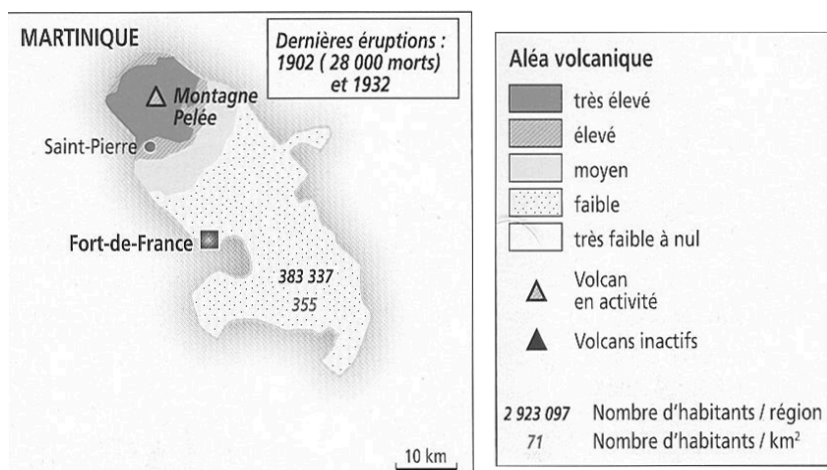 MARTINIQUE
Dernières éruptions :
1902 ( 28 000 morts)
et 1932
Montagne
Pelée
Saint-Pierre
Fort-de-France
383 337
355
10 km
Aléa volcanique
très élevé
élevé
moyen
faible
très faible à nul
Volcan
en activité
Volcans inactifs
2 923 097 Nombre d'habitants / région
71 Nombre d'habitants / km²